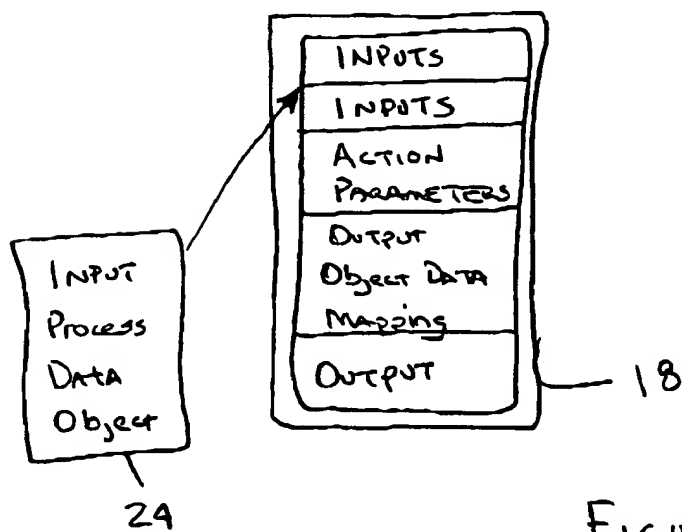 INPUTS
INPUTS
ACTION
PARAMETERS
OUTPUT
Object DATA
MAPPING
OUTPUT
18
INPUT
Process
DATA
Object
24